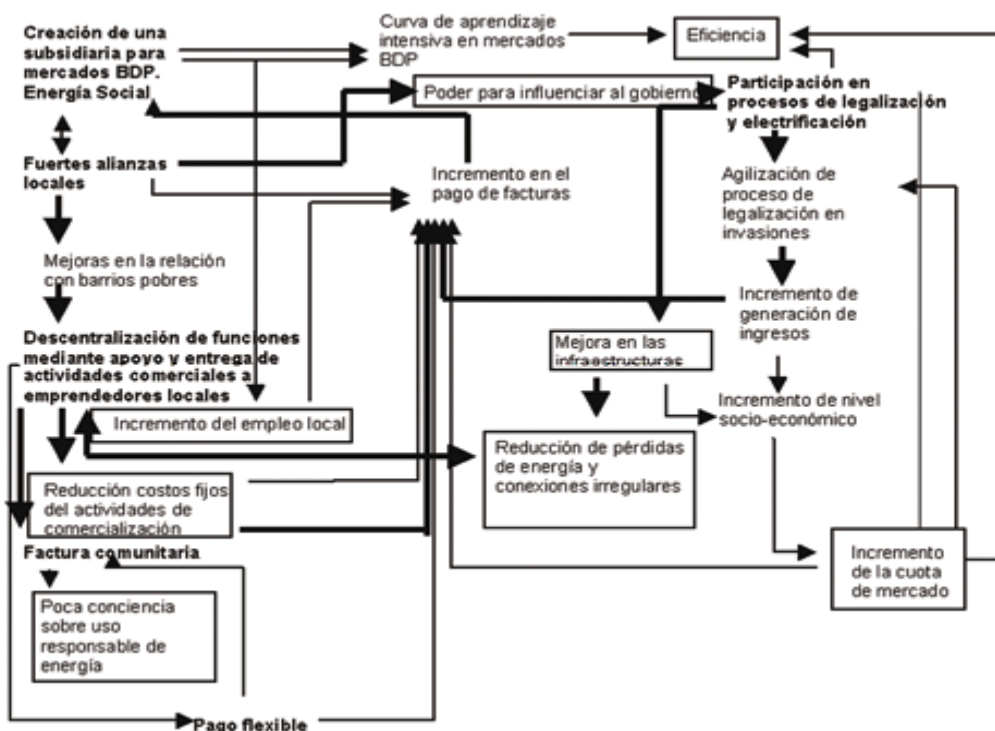 Creación de una
subsidiaria para
mercados BDP.
Energía Social
Curva de aprendizaje
intensiva en mercados
BDP
Eficiencia
Poder para influenciar al gobierno
Participación en
procesos de legalización
y electrificación
Fuertes alianzas
locales
Incremento en el
pago de facturas
Agilización de
proceso de
legalización en
invasiones
Mejoras en la relación
con barrios pobres
Incremento de
generación de
ingresos
Descentralización de funciones
mediante apoyo y entrega de
actividades comerciales a
emprendedores locales
Mejora en las
infraestructuras
Incremento del empleo local
Incremento de nivel
socio-económico
Reducción de pérdidas
de energía y
conexiones irregulares
Reducción costos fijos
del actividades de
comercialización
Factura comunitaria
Incremento
de la cuota
de mercado
Poca conciencia
sobre uso
responsable de
energía
Pago flexible